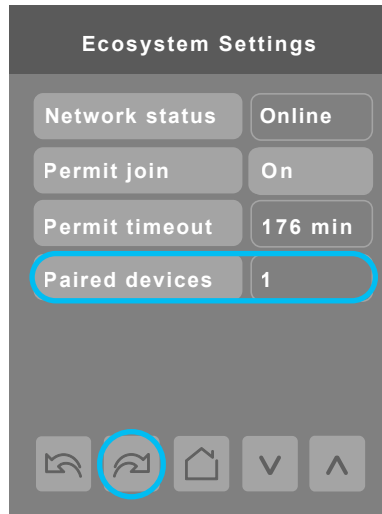 Ecosystem Settings
Network status Online
Permit join On
Permit timeout 176 min
Paired devices 1